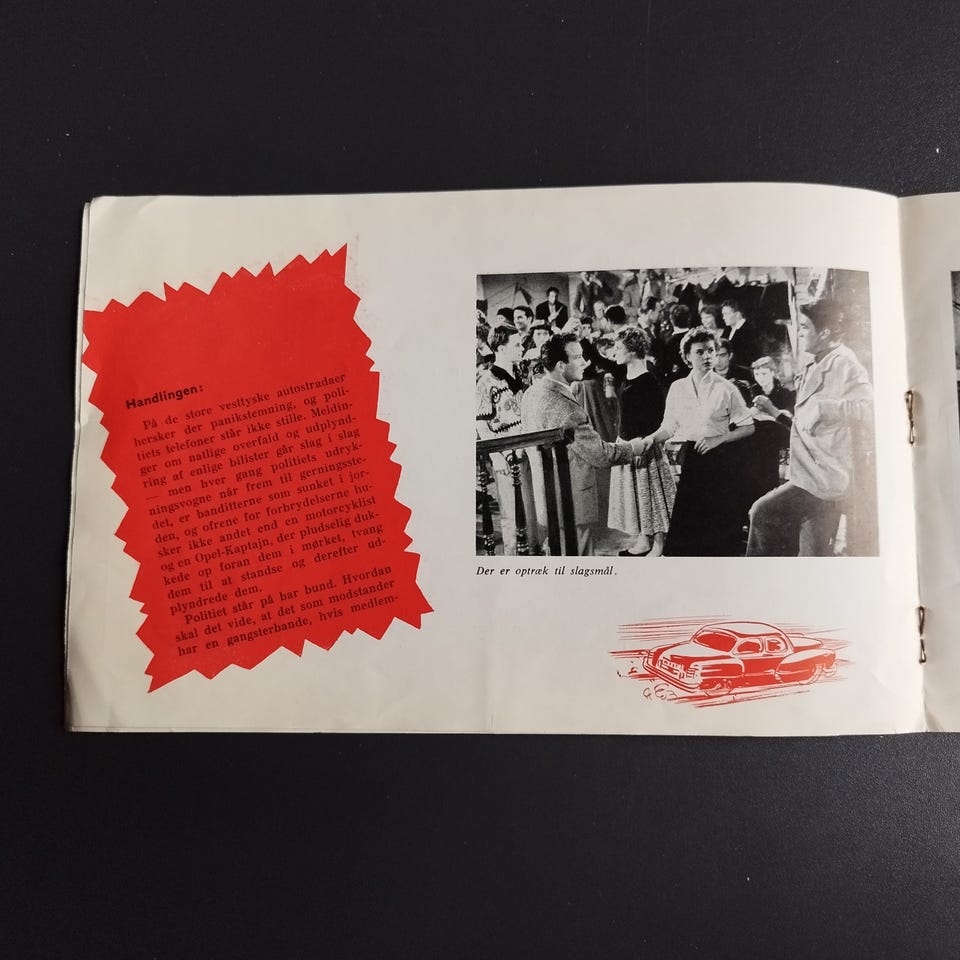 Handlingen:
På de store vesttyske autostradaer
hersker der panikstemning, og poli-
tiets telefoner står ikke stille. Meldin-
ger om natlige overfald og udplynd-
ring af enlige bilister går slag i slag
— men hver gang politiets udryk-
ningsvogne når frem til gerningsste-
det, er banditterne som sunket i jor-
den, og ofrene for forbrydelserne hu-
sker ikke andet end en motorcyklist
og en Opel-Kaptajn, der pludselig duk-
kede op foran dem i mørket, tvang
dem til at standse og derefter ud-
plyndrede dem.
Politiet står på bar bund. Hvordan
skal det vide, at det som modstander
har en gangsterbande, hvis medlem-
Der er optræk til slagsmål.